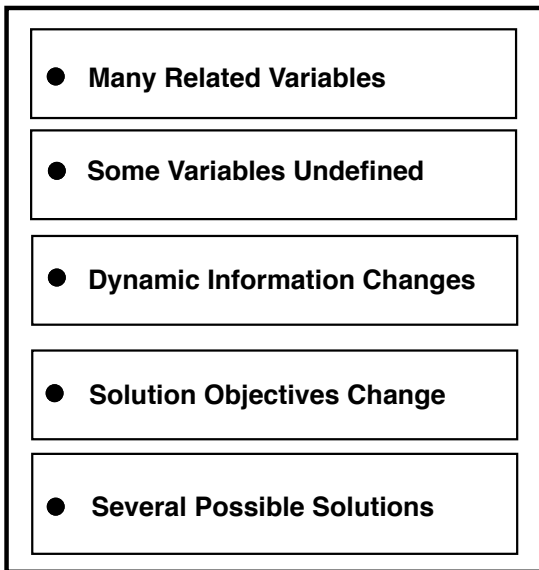 ● Many Related Variables
● Some Variables Undefined
● Dynamic Information Changes
● Solution Objectives Change
● Several Possible Solutions